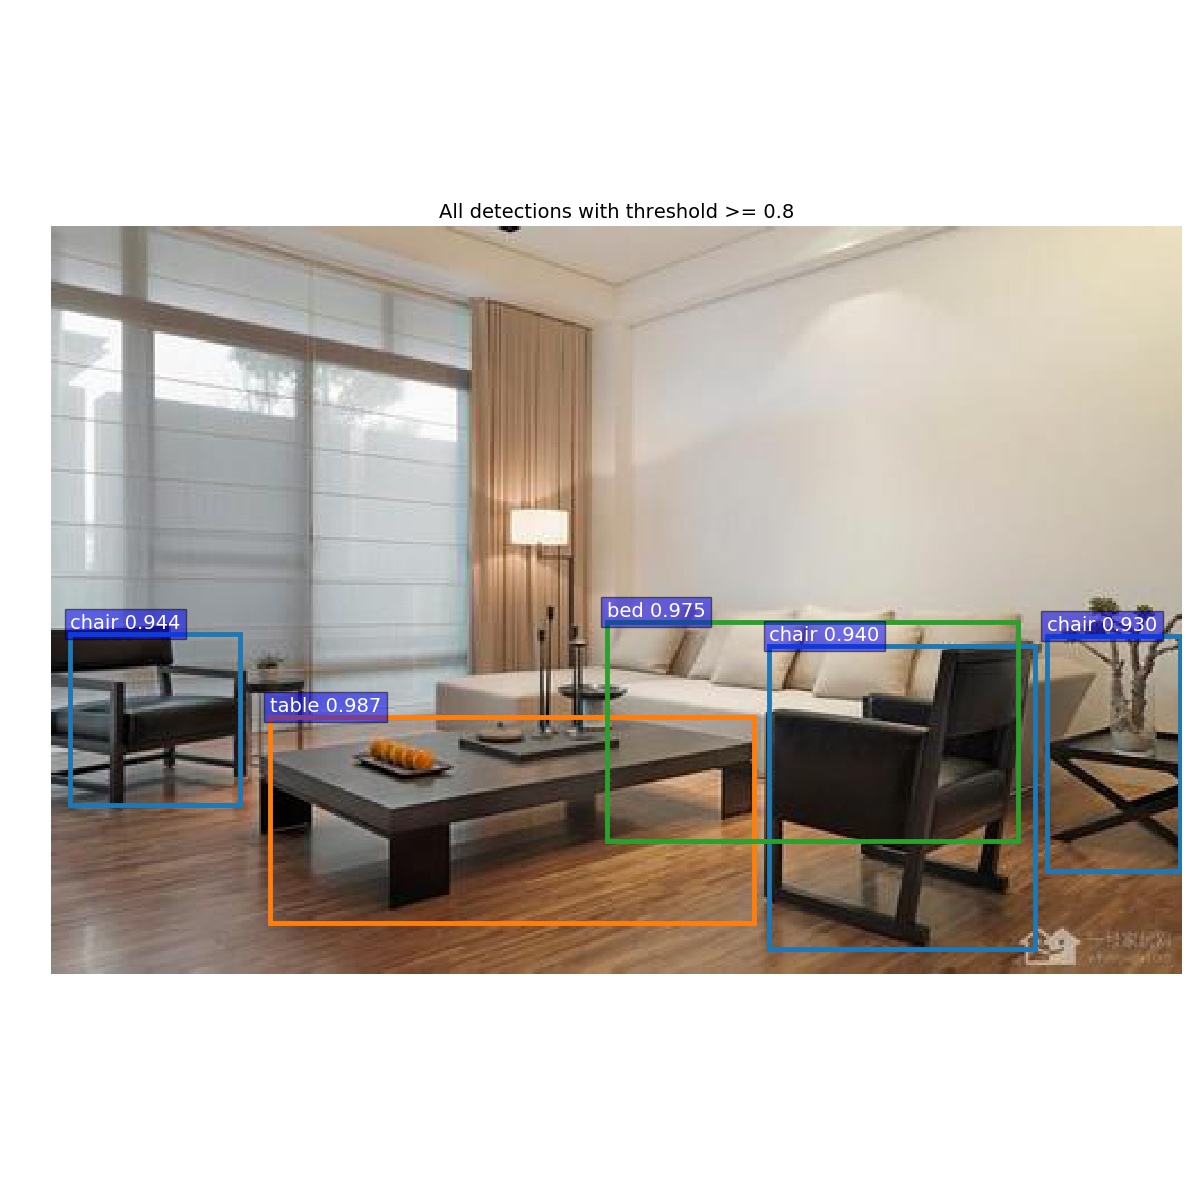 All detections with threshold >= 0.8
bed 0.975
chair 0.944
chair 0.940
chair 0.930
table 0.987